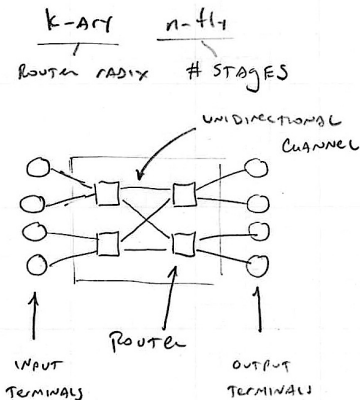 k-ARY n-fly
ROUTER RADIX # STAGES
UNIDIRECTIONAL
CHANNEL
ROUTER
INPUT
TERMINALS
OUTPUT
TERMINALS